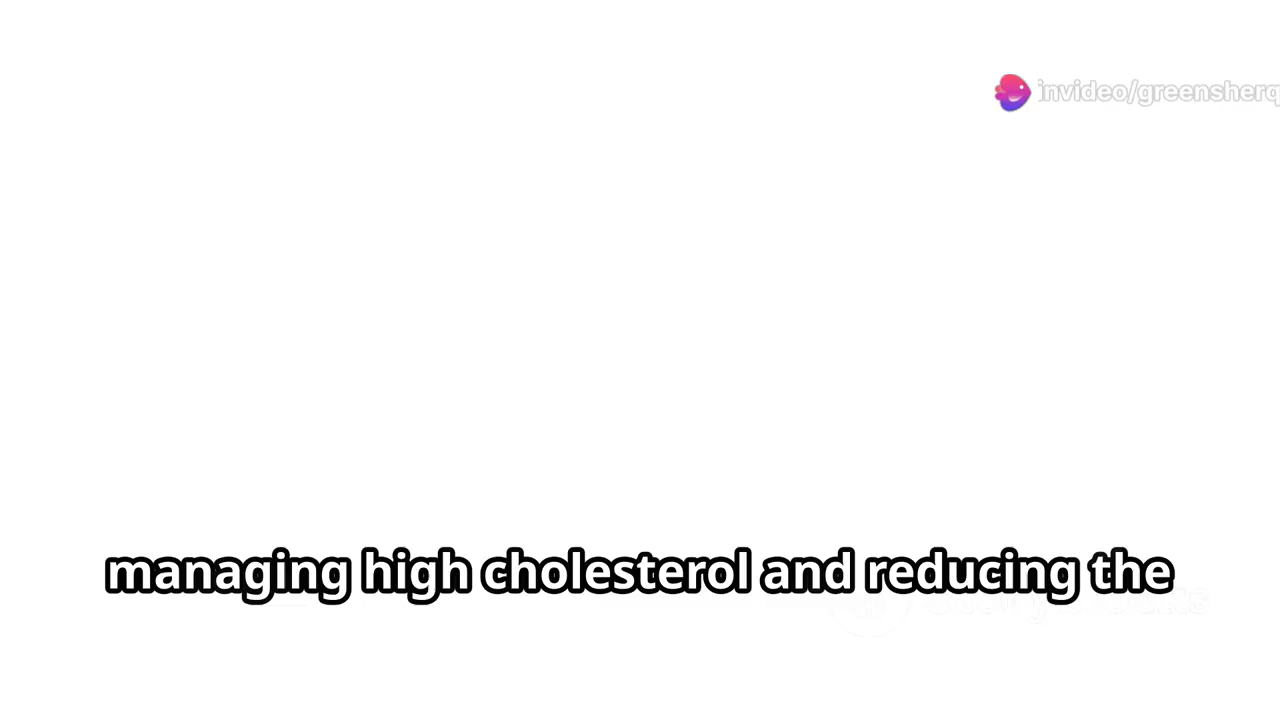 invideo/greensherq
managing high cholesterol and reducing the